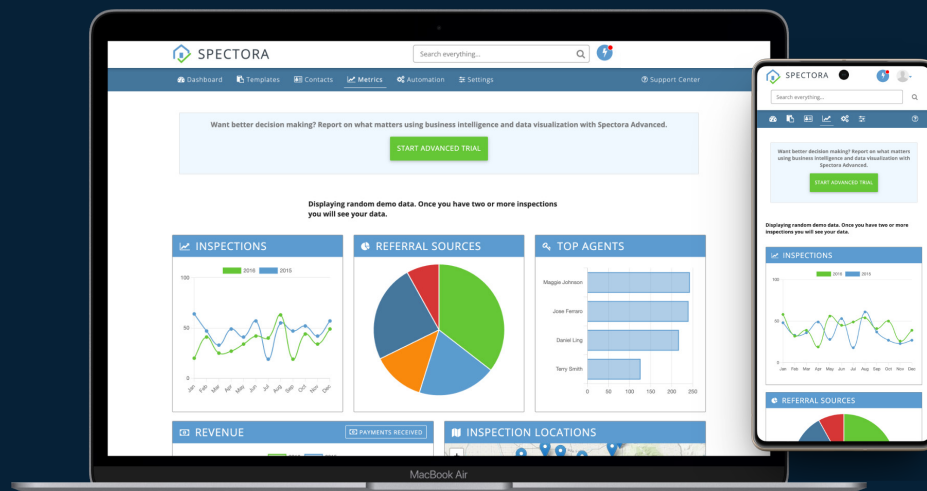 SPECTORA
Search everything...
Dashboard Templates Contacts Metrics Automation Settings Support Center
Want better decision making? Report on what matters using business intelligence and data visualization with Spectora Advanced.
START ADVANCED TRIAL
Displaying random demo data. Once you have two or more inspections
you will see your data.
INSPECTIONS
2016 2015
100
50
0
Jan Feb Mar Apr May Jun Jul Aug Sep Oct Nov Dec
REFERRAL SOURCES
TOP AGENTS
Maggie Johnson
Jose Ferraro
Daniel Ling
Terry Smith
0 50 100 150 200 250
REVENUE
PAYMENTS RECEIVED
INSPECTION LOCATIONS
MacBook Air
SPECTORA
Search everything...
Want better decision making? Report on what matters
using business intelligence and data visualization with
Spectora Advanced.
START ADVANCED TRIAL
Displaying random demo data. Once you have two or more
inspections you will see your data.
INSPECTIONS
2016 2015
100
50
0
Jan Feb Mar Apr May Jun Jul Aug Sep Oct Nov Dec
REFERRAL SOURCES